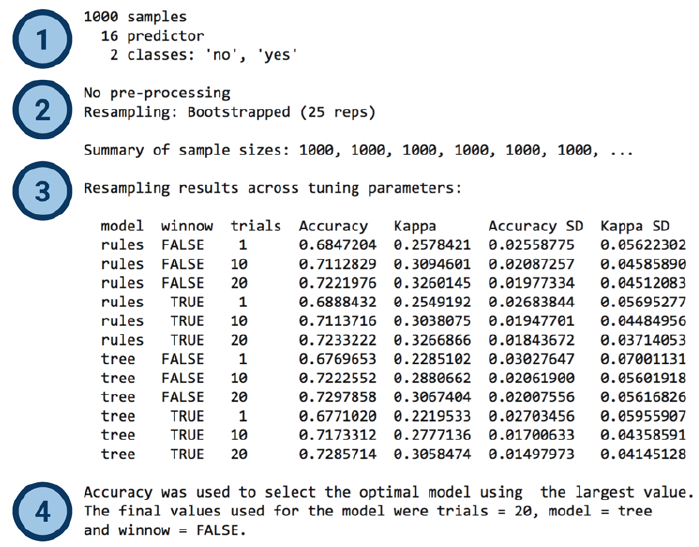 1
1000 samples
16 predictor
2 classes: 'no', 'yes'
2
No pre-processing
Resampling: Bootstrapped (25 reps)
Summary of sample sizes: 1000, 1000, 1000, 1000, 1000, 1000, ...
3
Resampling results across tuning parameters:
model winnow trials Accuracy Kappa Accuracy SD Kappa SD
rules FALSE 1 0.6847204 0.2578421 0.02558775 0.05622302
rules FALSE 10 0.7112829 0.3094601 0.02087257 0.04585890
rules FALSE 20 0.7221976 0.3260145 0.01977334 0.04512083
rules TRUE 1 0.6888432 0.2549192 0.02683844 0.05695277
rules TRUE 10 0.7113716 0.3038075 0.01947701 0.04484956
rules TRUE 20 0.7233222 0.3266866 0.01843672 0.03714053
tree FALSE 1 0.6769653 0.2285102 0.03027647 0.07001131
tree FALSE 10 0.7222552 0.2880662 0.02061900 0.05601918
tree FALSE 20 0.7297858 0.3067404 0.02007556 0.05616826
tree TRUE 1 0.6771020 0.2219533 0.02703456 0.05955907
tree TRUE 10 0.7173312 0.2777136 0.01700633 0.04358591
tree TRUE 20 0.7285714 0.3058474 0.01497973 0.04145128
4
Accuracy was used to select the optimal model using the largest value.
The final values used for the model were trials = 20, model = tree
and winnow = FALSE.